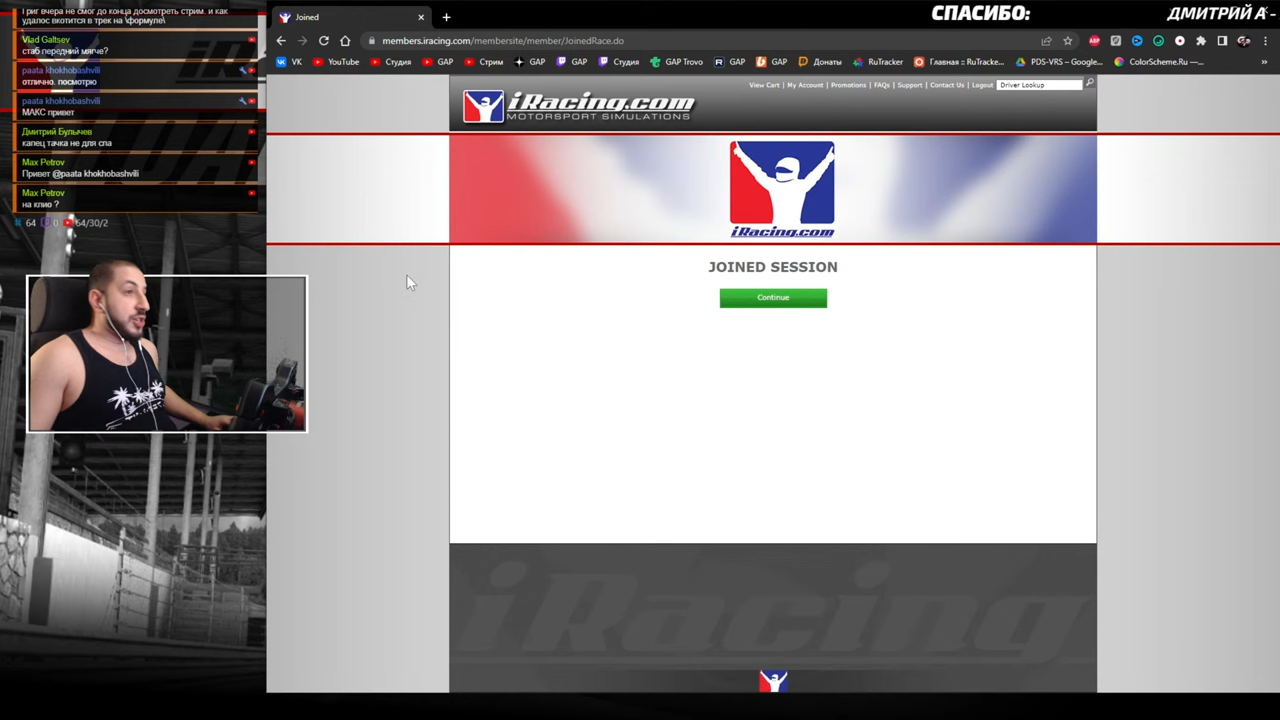 Григ вчера не смог до конца досмотреть стрим. и как
удалос вкотится в трек на \формуле\
Vlad Galtsev
стаб передний мягче?
paata khokhobashvili
отлично. посмотрю
paata khokhobashvili
МАКС привет
Дмитрий Булычев
капец тачка не для спа
Max Petrov
Привет @paata khokhobashvili
Max Petrov
на клио ?
64 0 64/30/2
СПАСИБО: ДМИТРИЙ А -
Joined
members.iracing.com/membersite/member/JoinedRace.do
VK YouTube Студия GAP Стрим GAP GAP Студия GAP Trovo GAP GAP Донаты RuTracker Главная :: RuTracke... PDS-VRS – Google... ColorScheme.Ru —... »
View Cart | My Account | Promotions | FAQs | Support | Contact Us | Logout Driver Lookup
iRacing.com
MOTORSPORT SIMULATIONS
iRacing.com
JOINED SESSION
Continue
iRacing